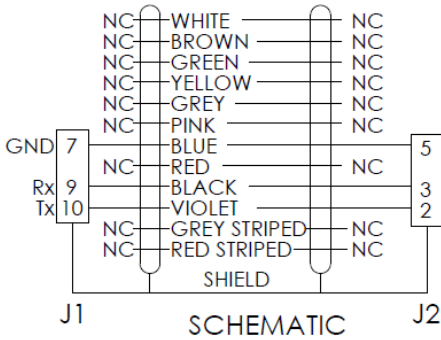 NC WHITE NC
NC BROWN NC
NC GREEN NC
NC YELLOW NC
NC GREY NC
NC PINK NC
GND 7 BLUE 5
NC RED NC
Rx 9 BLACK 3
Tx 10 VIOLET 2
NC GREY STRIPED NC
NC RED STRIPED NC
SHIELD
J1 J2
SCHEMATIC